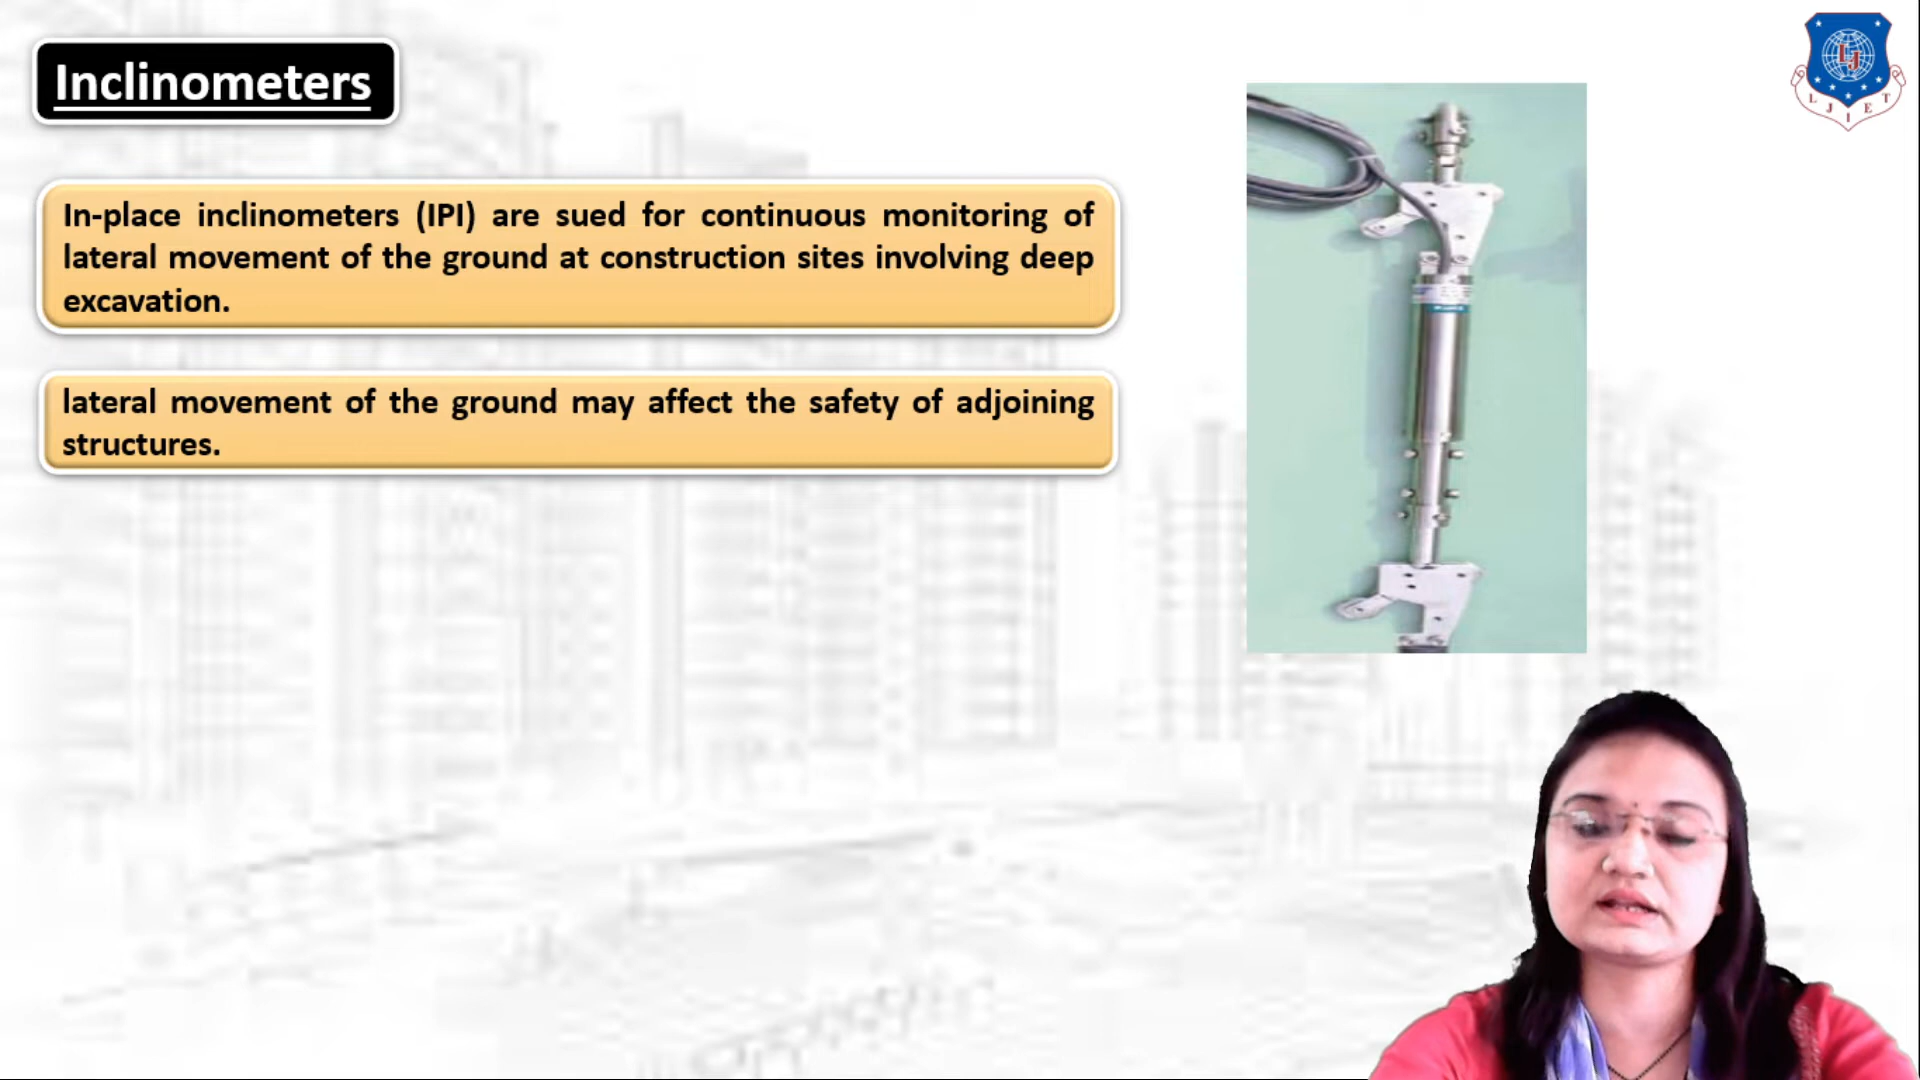 Inclinometers
In-place inclinometers (IPI) are sued for continuous monitoring of
lateral movement of the ground at construction sites involving deep
excavation.
lateral movement of the ground may affect the safety of adjoining
structures.
LJ
L J I E T